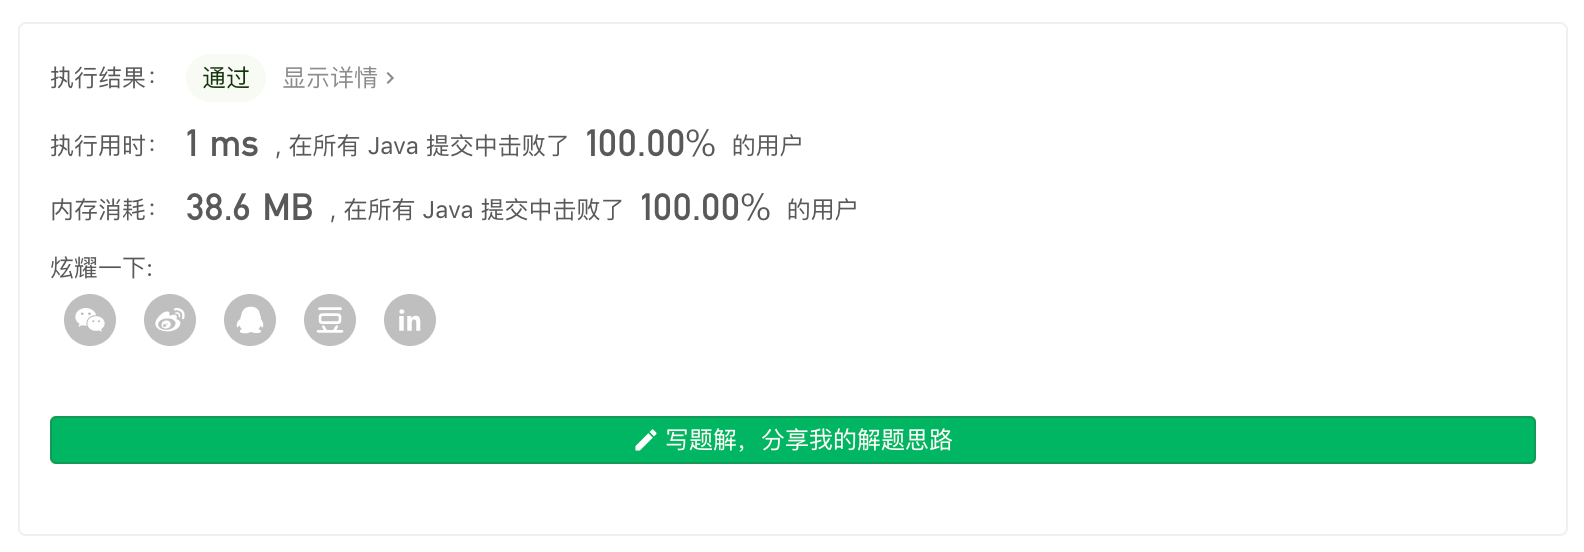 执行结果： 通过 显示详情 >
执行用时： 1 ms , 在所有 Java 提交中击败了 100.00% 的用户
内存消耗： 38.6 MB , 在所有 Java 提交中击败了 100.00% 的用户
炫耀一下:
豆 in
写题解，分享我的解题思路